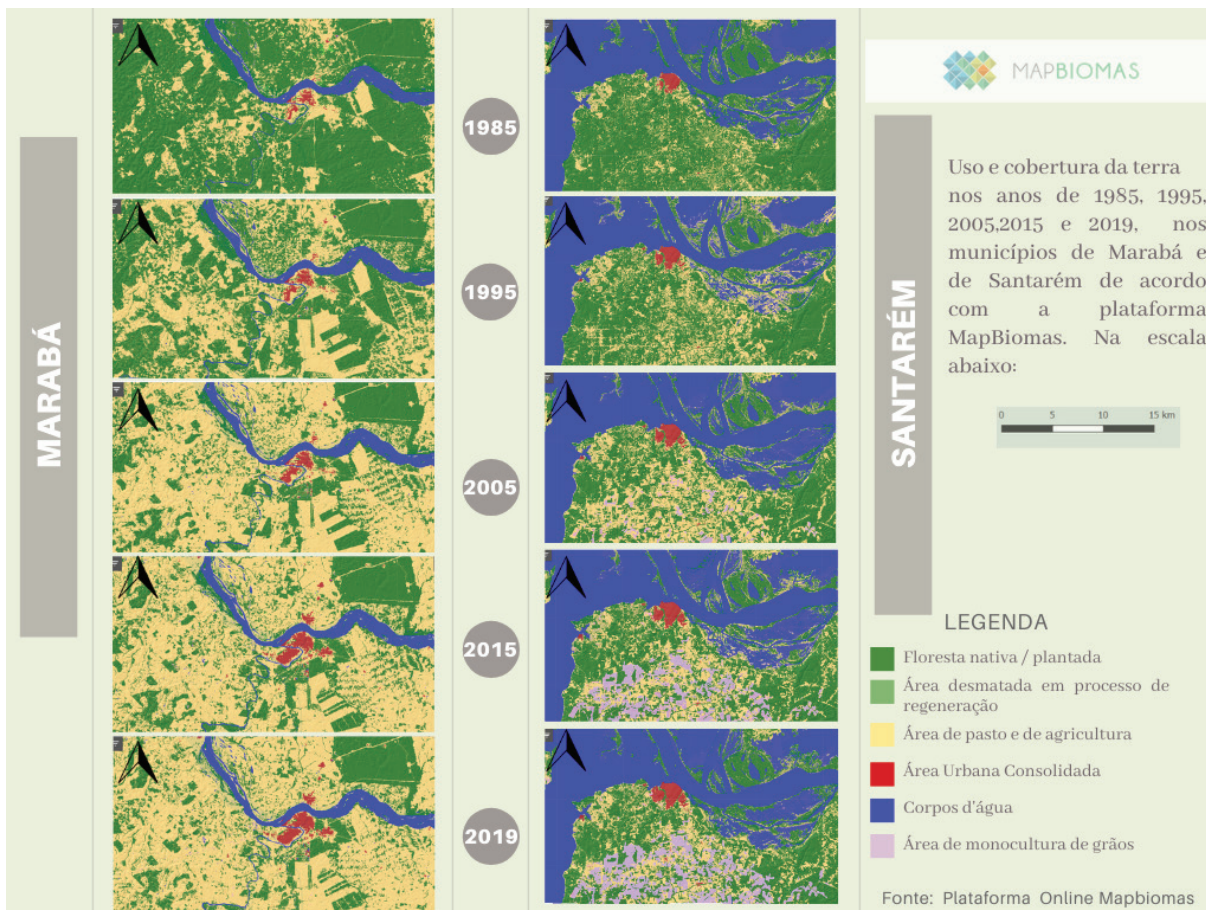 MARABÁ
1985
1995
2005
2015
2019
MAPBIOMAS
SANTARÉM
Uso e cobertura da terra
nos anos de 1985, 1995,
2005,2015 e 2019, nos
municípios de Marabá e
de Santarém de acordo
com a plataforma
MapBiomas. Na escala
abaixo:
0 5 10 15 km
LEGENDA
Floresta nativa / plantada
Área desmatada em processo de
regeneração
Área de pasto e de agricultura
Área Urbana Consolidada
Corpos d'água
Área de monocultura de grãos
Fonte: Plataforma Online Mapbiomas